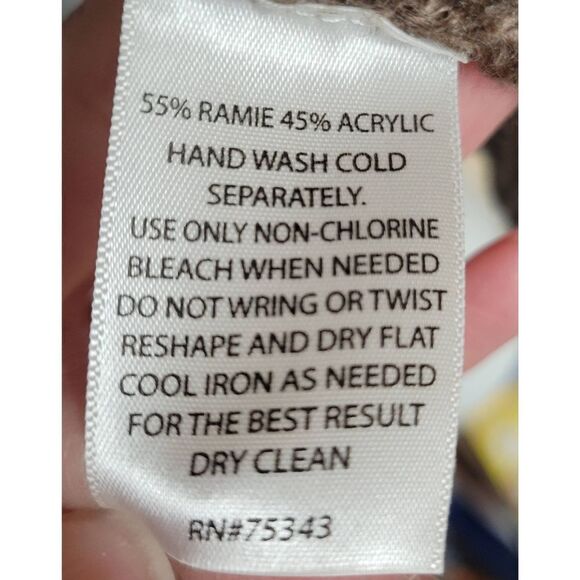 55% RAMIE 45% ACRYLIC
HAND WASH COLD
SEPARATELY.
USE ONLY NON-CHLORINE
BLEACH WHEN NEEDED
DO NOT WRING OR TWIST
RESHAPE AND DRY FLAT
COOL IRON AS NEEDED
FOR THE BEST RESULT
DRY CLEAN
RN#75343